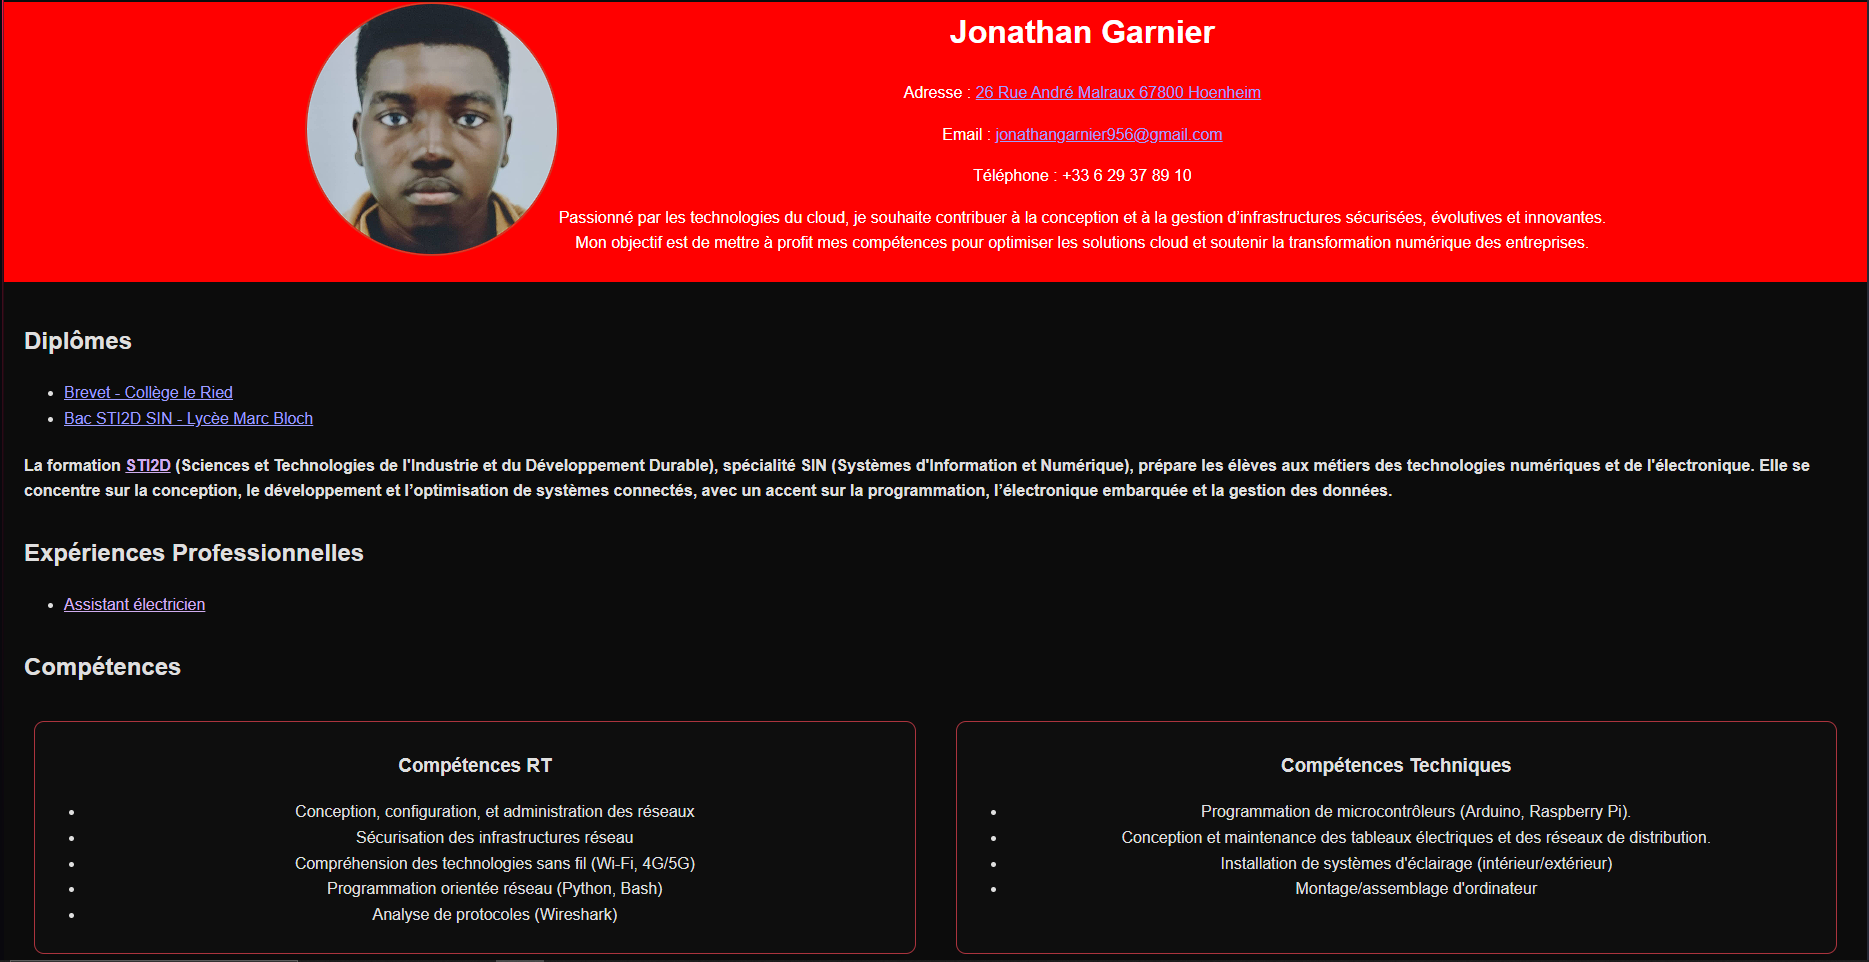 Jonathan Garnier
Adresse : 26 Rue André Malraux 67800 Hoenheim
Email : jonathangarnier956@gmail.com
Téléphone : +33 6 29 37 89 10
Passionné par les technologies du cloud, je souhaite contribuer à la conception et à la gestion d’infrastructures sécurisées, évolutives et innovantes.
Mon objectif est de mettre à profit mes compétences pour optimiser les solutions cloud et soutenir la transformation numérique des entreprises.
Diplômes
• Brevet - Collège le Ried
• Bac STI2D SIN - Lycèe Marc Bloch
La formation STI2D (Sciences et Technologies de l'Industrie et du Développement Durable), spécialité SIN (Systèmes d'Information et Numérique), prépare les élèves aux métiers des technologies numériques et de l'électronique. Elle se
concentre sur la conception, le développement et l’optimisation de systèmes connectés, avec un accent sur la programmation, l’électronique embarquée et la gestion des données.
Expériences Professionnelles
• Assistant électricien
Compétences
Compétences RT
• Conception, configuration, et administration des réseaux
• Sécurisation des infrastructures réseau
• Compréhension des technologies sans fil (Wi-Fi, 4G/5G)
• Programmation orientée réseau (Python, Bash)
• Analyse de protocoles (Wireshark)
Compétences Techniques
• Programmation de microcontrôleurs (Arduino, Raspberry Pi).
• Conception et maintenance des tableaux électriques et des réseaux de distribution.
• Installation de systèmes d'éclairage (intérieur/extérieur)
• Montage/assemblage d'ordinateur